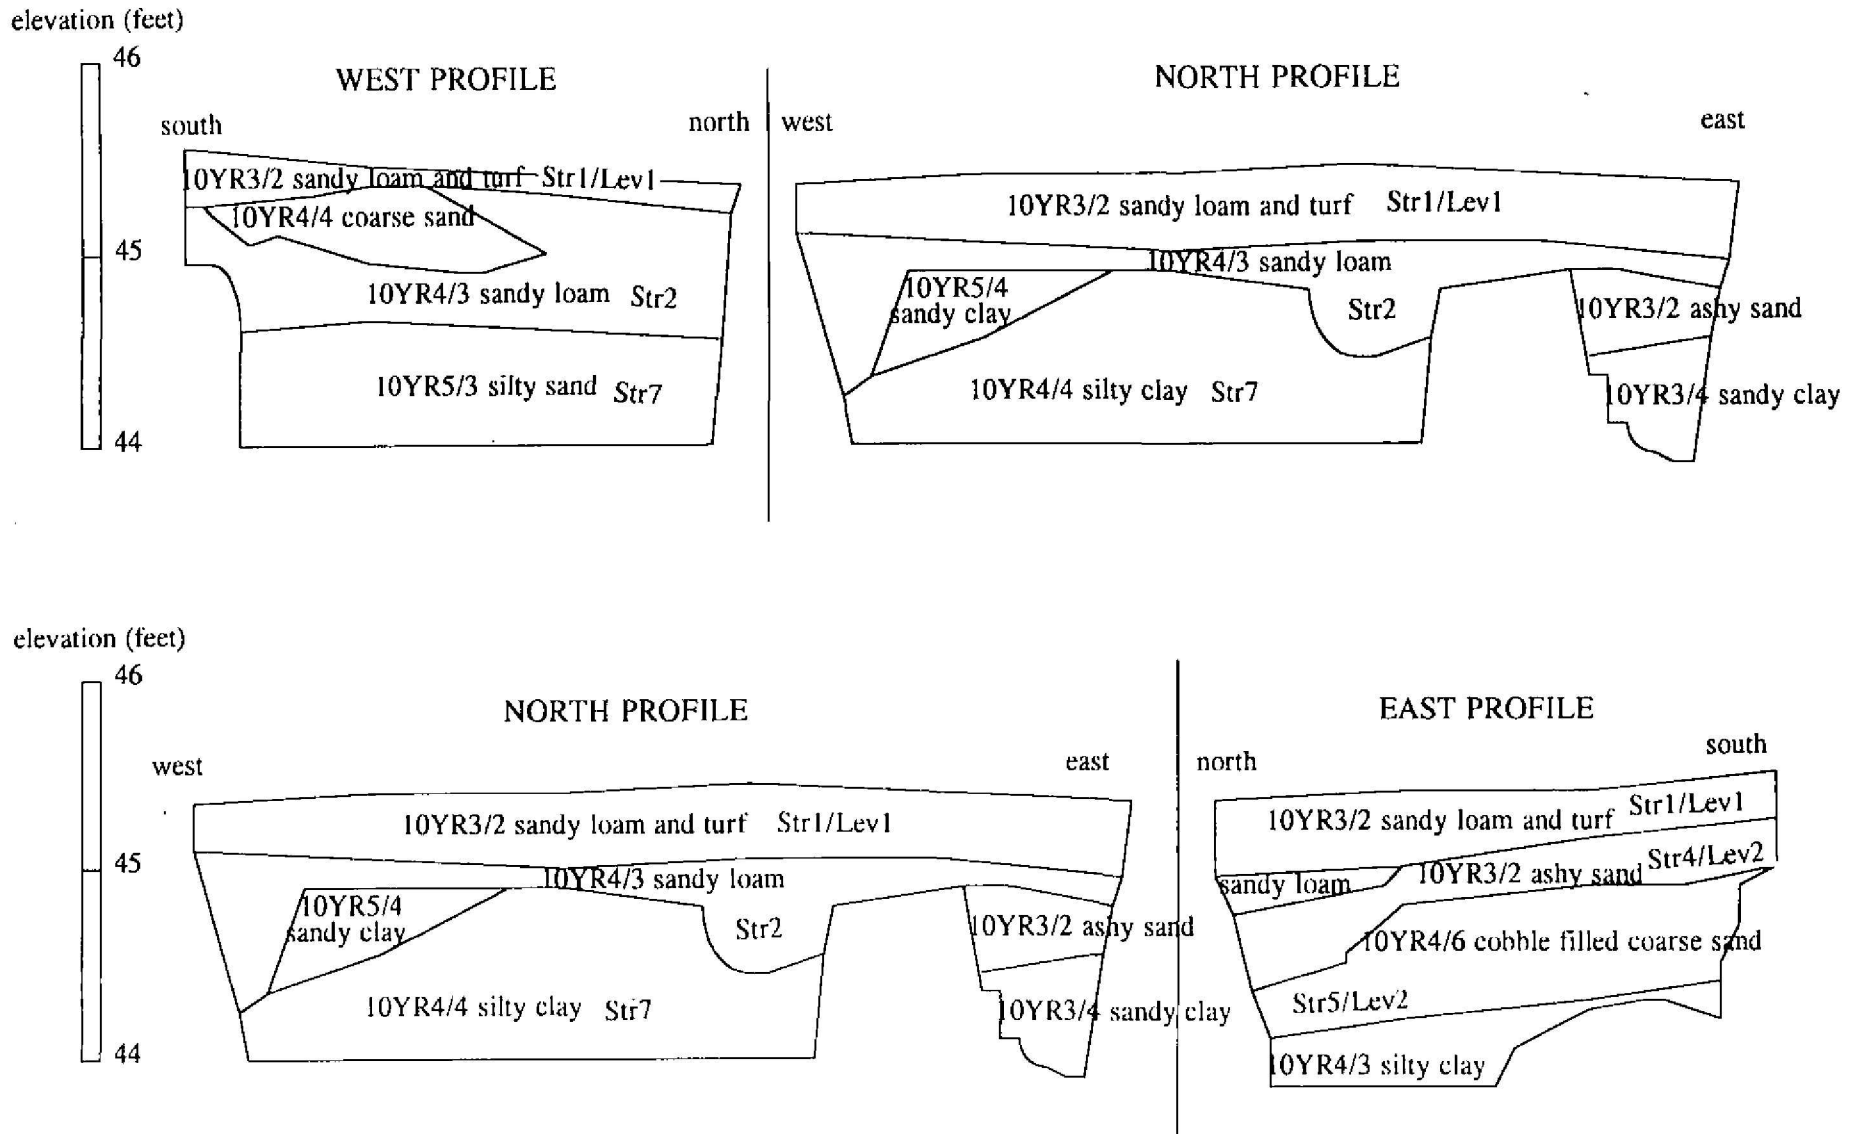 elevation (feet)
46
WEST PROFILE
NORTH PROFILE
south
north
west
east
10YR3/2 sandy loam and turf Str1/Lev1
10YR3/2 sandy loam and turf Str1/Lev1
10YR4/4 coarse sand
45
10YR4/3 sandy loam
10YR5/4
sandy clay
10YR4/3 sandy loam Str2
Str2
10YR3/2 ashy sand
10YR5/3 silty sand Str7
10YR4/4 silty clay Str7
10YR3/4 sandy clay
44
elevation (feet)
46
NORTH PROFILE
EAST PROFILE
west
east
north
south
10YR3/2 sandy loam and turf Str1/Lev1
10YR3/2 sandy loam and turf Str1/Lev1
45
10YR4/3 sandy loam
sandy loam
10YR3/2 ashy sand Str4/Lev2
10YR5/4
sandy clay
Str2
10YR3/2 ashy sand
10YR4/6 cobble filled coarse sand
10YR4/4 silty clay Str7
10YR3/4 sandy clay
Str5/Lev2
44
10YR4/3 silty clay